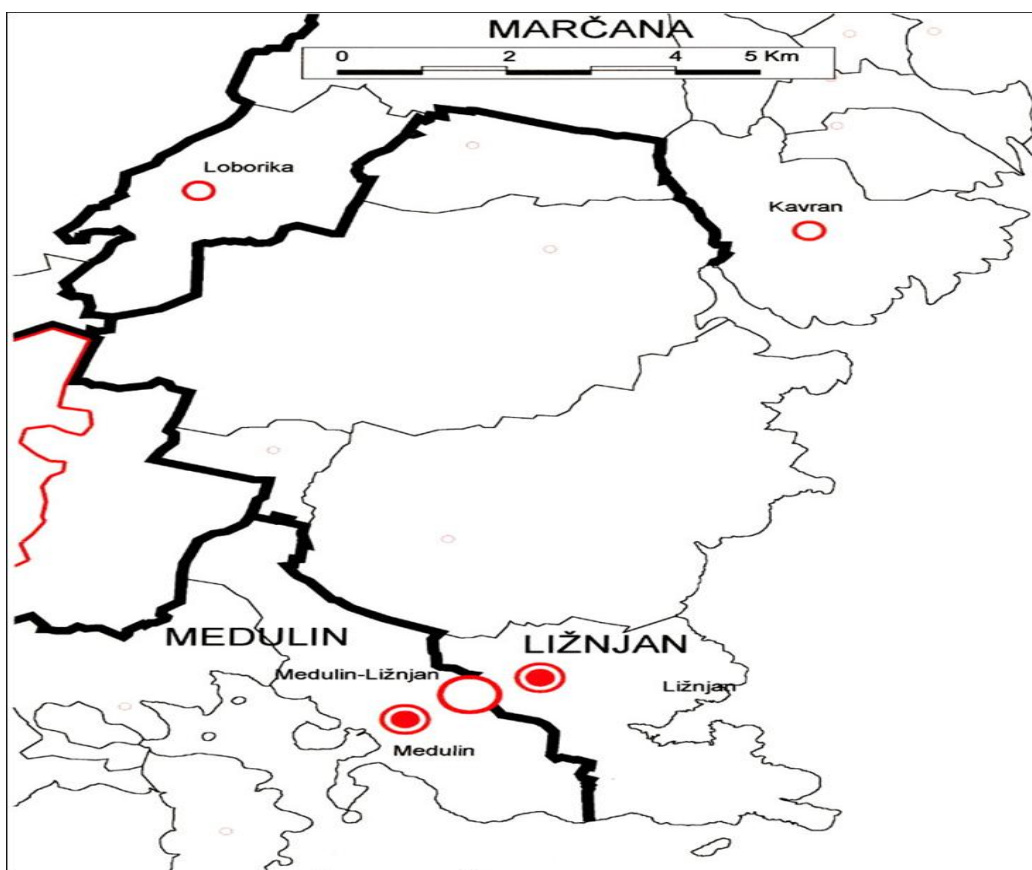 MARČANA
0 2 4 5 Km
Loborika
Kavran
MEDULIN
LIŽNJAN
Medulin-Ližnjan
Ližnjan
Medulin